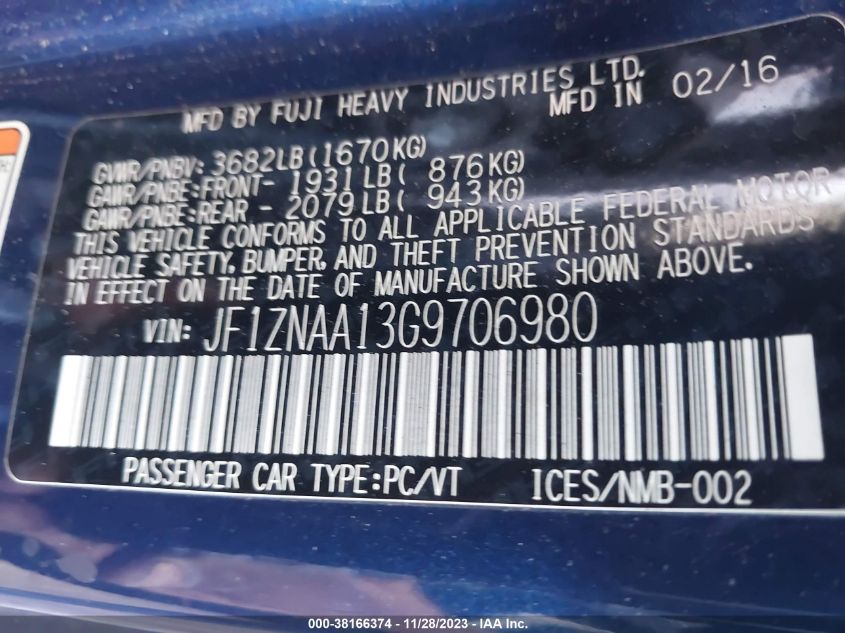 MFD BY FUJI HEAVY INDUSTRIES LTD.
MFD IN 02/16
GVWR/PNBV: 3682LB(1670KG)
GAWR/PNBE:FRONT- 1931LB( 876KG)
GAWR/PNBE:REAR - 2079LB( 943KG)
THIS VEHICLE CONFORMS TO ALL APPLICABLE FEDERAL MOTOR
VEHICLE SAFETY, BUMPER, AND THEFT PREVENTION STANDARDS
IN EFFECT ON THE DATE OF MANUFACTURE SHOWN ABOVE.
VIN: JF1ZNAA13G9706980
PASSENGER CAR TYPE:PC/VT ICES/NMB-002
000-38166374 - 11/28/2023 - IAA Inc.